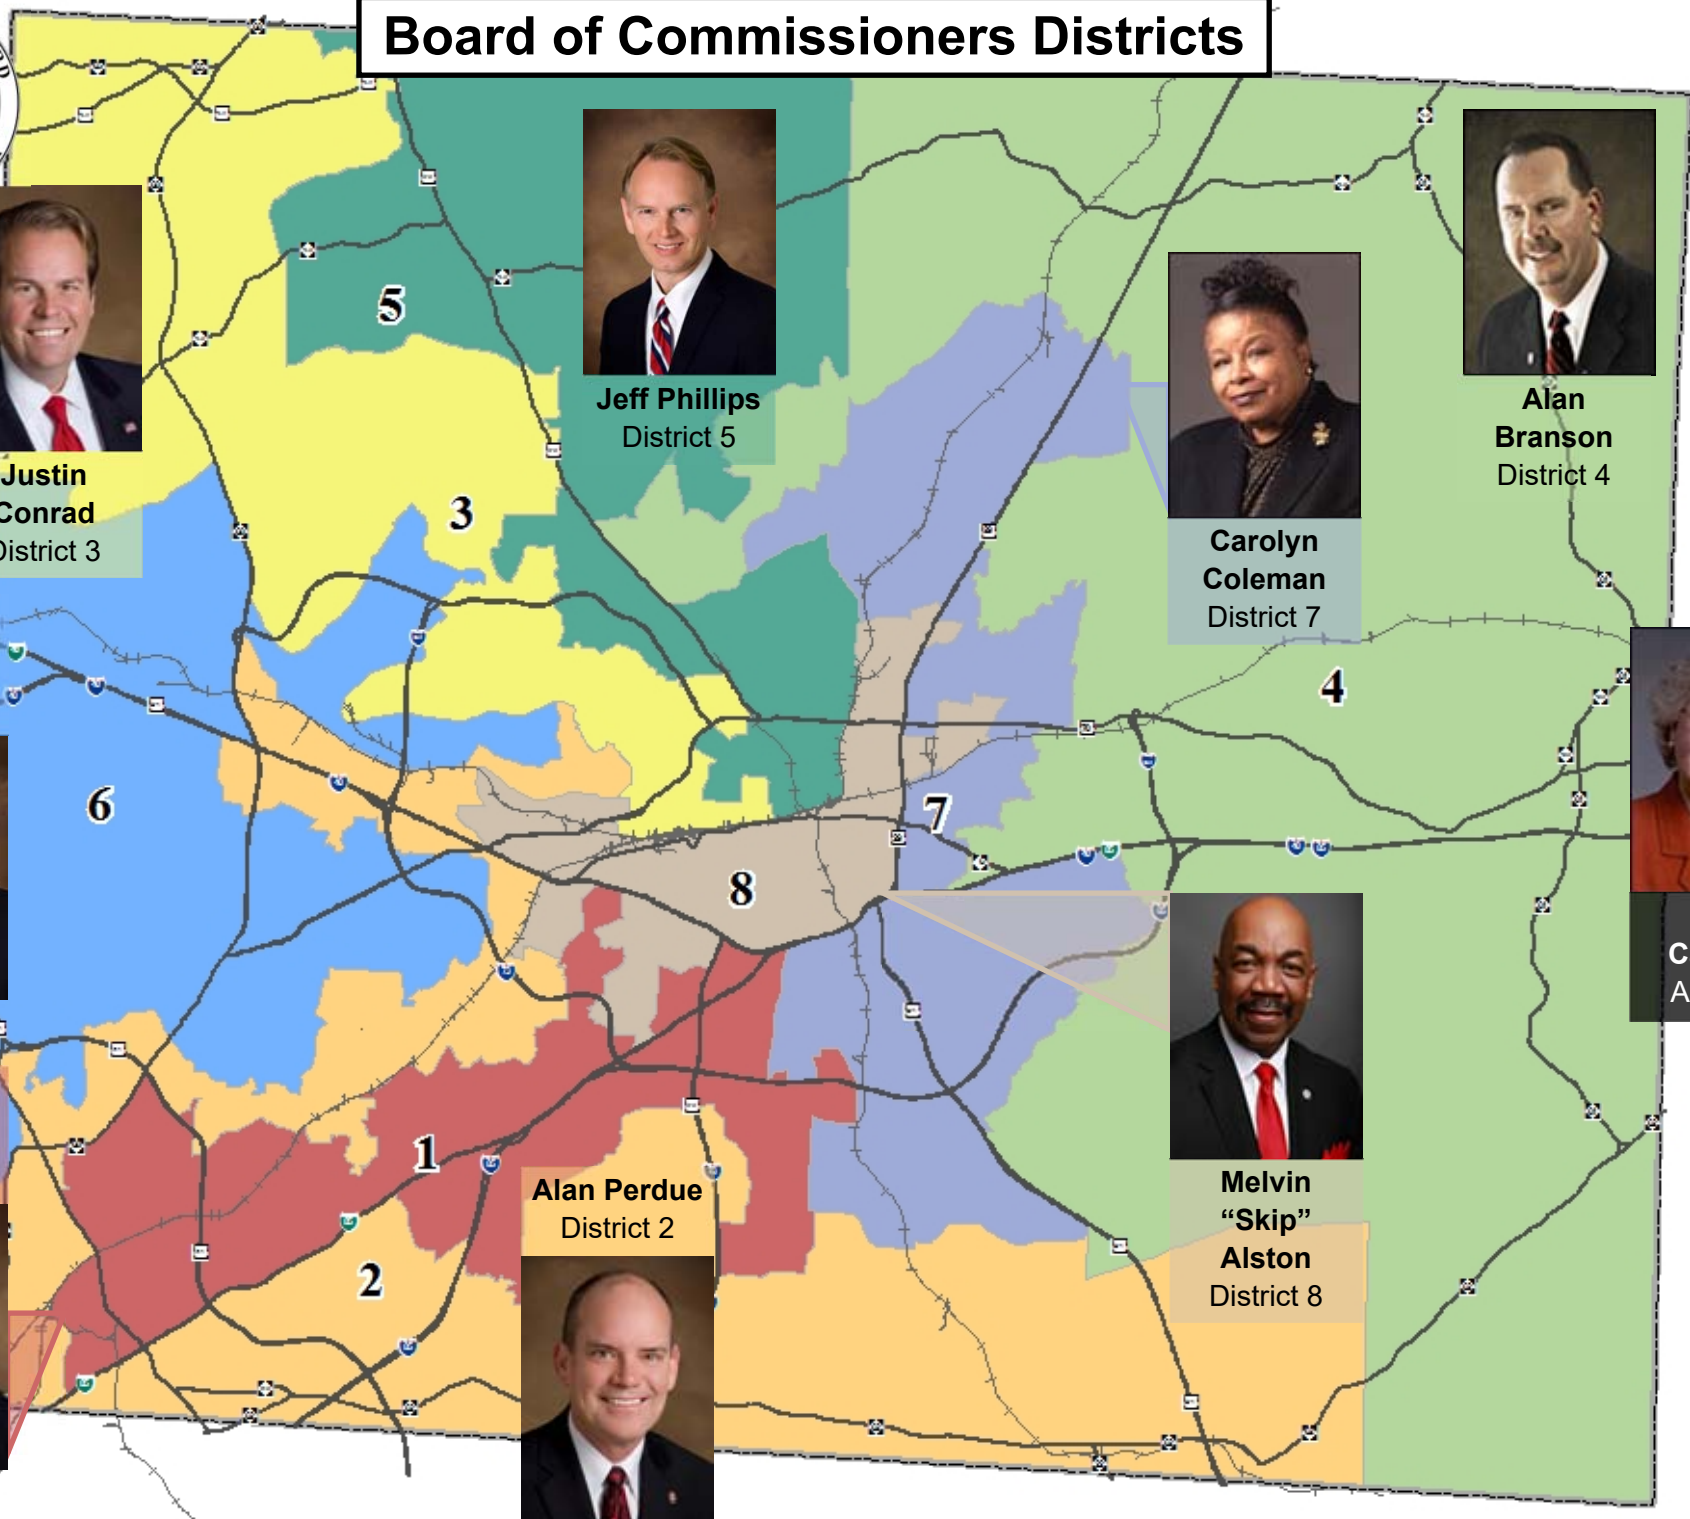 Board of Commissioners Districts
5
Jeff Phillips
District 5
Alan
Branson
District 4
Justin
Conrad
District 3
3
Carolyn
Coleman
District 7
4
6
7
8
1
Alan Perdue
District 2
2
Melvin
“Skip”
Alston
District 8